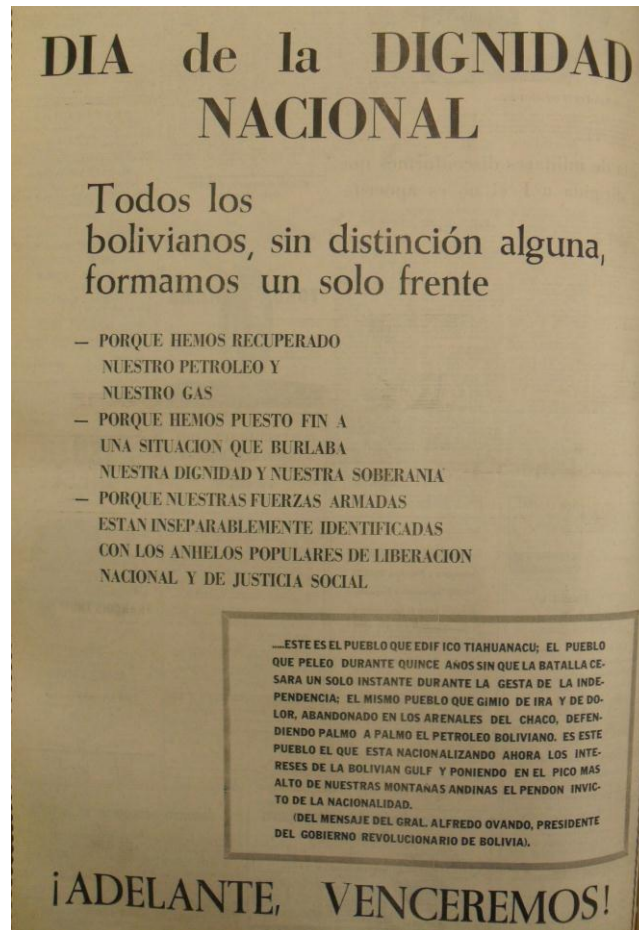 DIA de la DIGNIDAD
NACIONAL
Todos los
bolivianos, sin distinción alguna,
formamos un solo frente
— PORQUE HEMOS RECUPERADO
NUESTRO PETROLEO Y
NUESTRO GAS
— PORQUE HEMOS PUESTO FIN A
UNA SITUACION QUE BURLABA
NUESTRA DIGNIDAD Y NUESTRA SOBERANIA
— PORQUE NUESTRAS FUERZAS ARMADAS
ESTAN INSEPARABLEMENTE IDENTIFICADAS
CON LOS ANHELOS POPULARES DE LIBERACION
NACIONAL Y DE JUSTICIA SOCIAL
....ESTE ES EL PUEBLO QUE EDIFICO TIAHUANACU; EL PUEBLO
QUE PELEO DURANTE QUINCE AÑOS SIN QUE LA BATALLA CE-
SARA UN SOLO INSTANTE DURANTE LA GESTA DE LA INDE-
PENDENCIA; EL MISMO PUEBLO QUE GIMIO DE IRA Y DE DO-
LOR, ABANDONADO EN LOS ARENALES DEL CHACO, DEFEN-
DIENDO PALMO A PALMO EL PETROLEO BOLIVIANO. ES ESTE
PUEBLO EL QUE ESTA NACIONALIZANDO AHORA LOS INTE-
RESES DE LA BOLIVIAN GULF Y PONIENDO EN EL PICO MAS
ALTO DE NUESTRAS MONTAÑAS ANDINAS EL PENDON INVIC-
TO DE LA NACIONALIDAD.
(DEL MENSAJE DEL GRAL. ALFREDO OVANDO, PRESIDENTE
DEL GOBIERNO REVOLUCIONARIO DE BOLIVIA).
¡ADELANTE, VENCEREMOS!